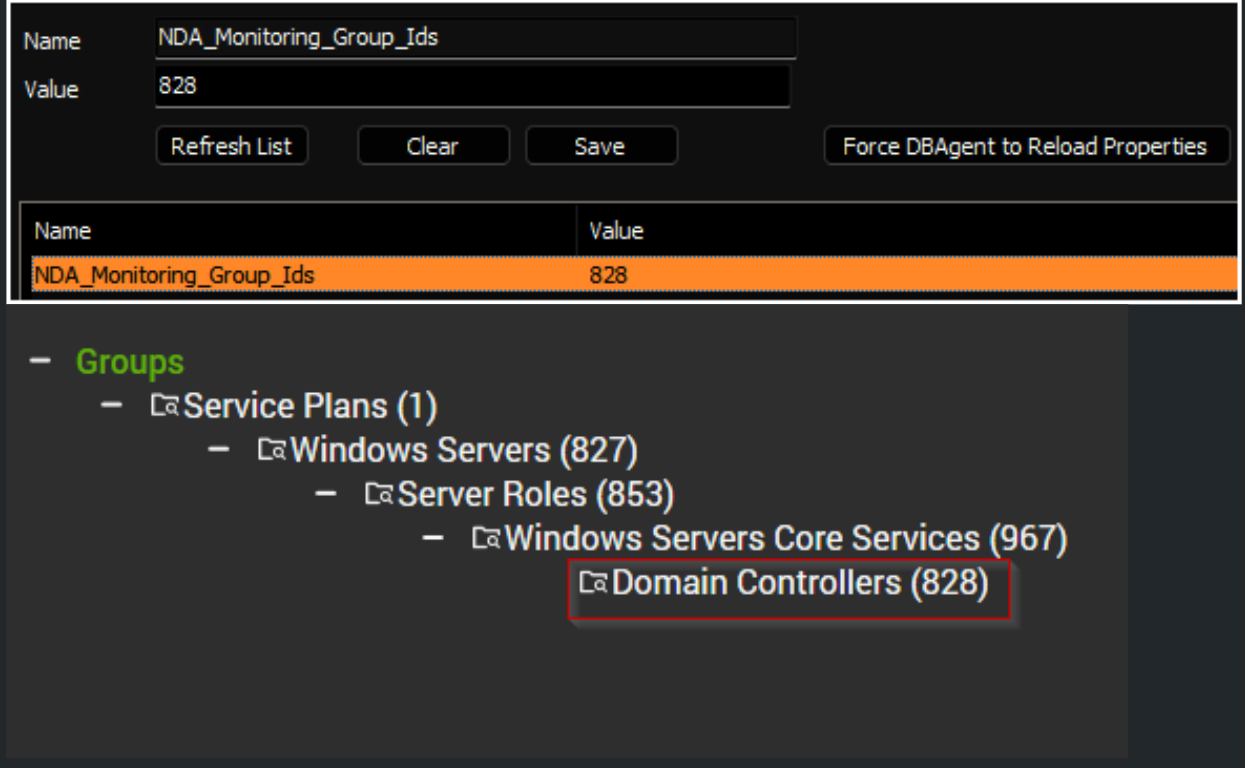 Name NDA_Monitoring_Group_Ids
Value 828
Refresh List Clear Save Force DBAgent to Reload Properties
Name Value
NDA_Monitoring_Group_Ids 828
Groups
Service Plans (1)
Windows Servers (827)
Server Roles (853)
Windows Servers Core Services (967)
Domain Controllers (828)